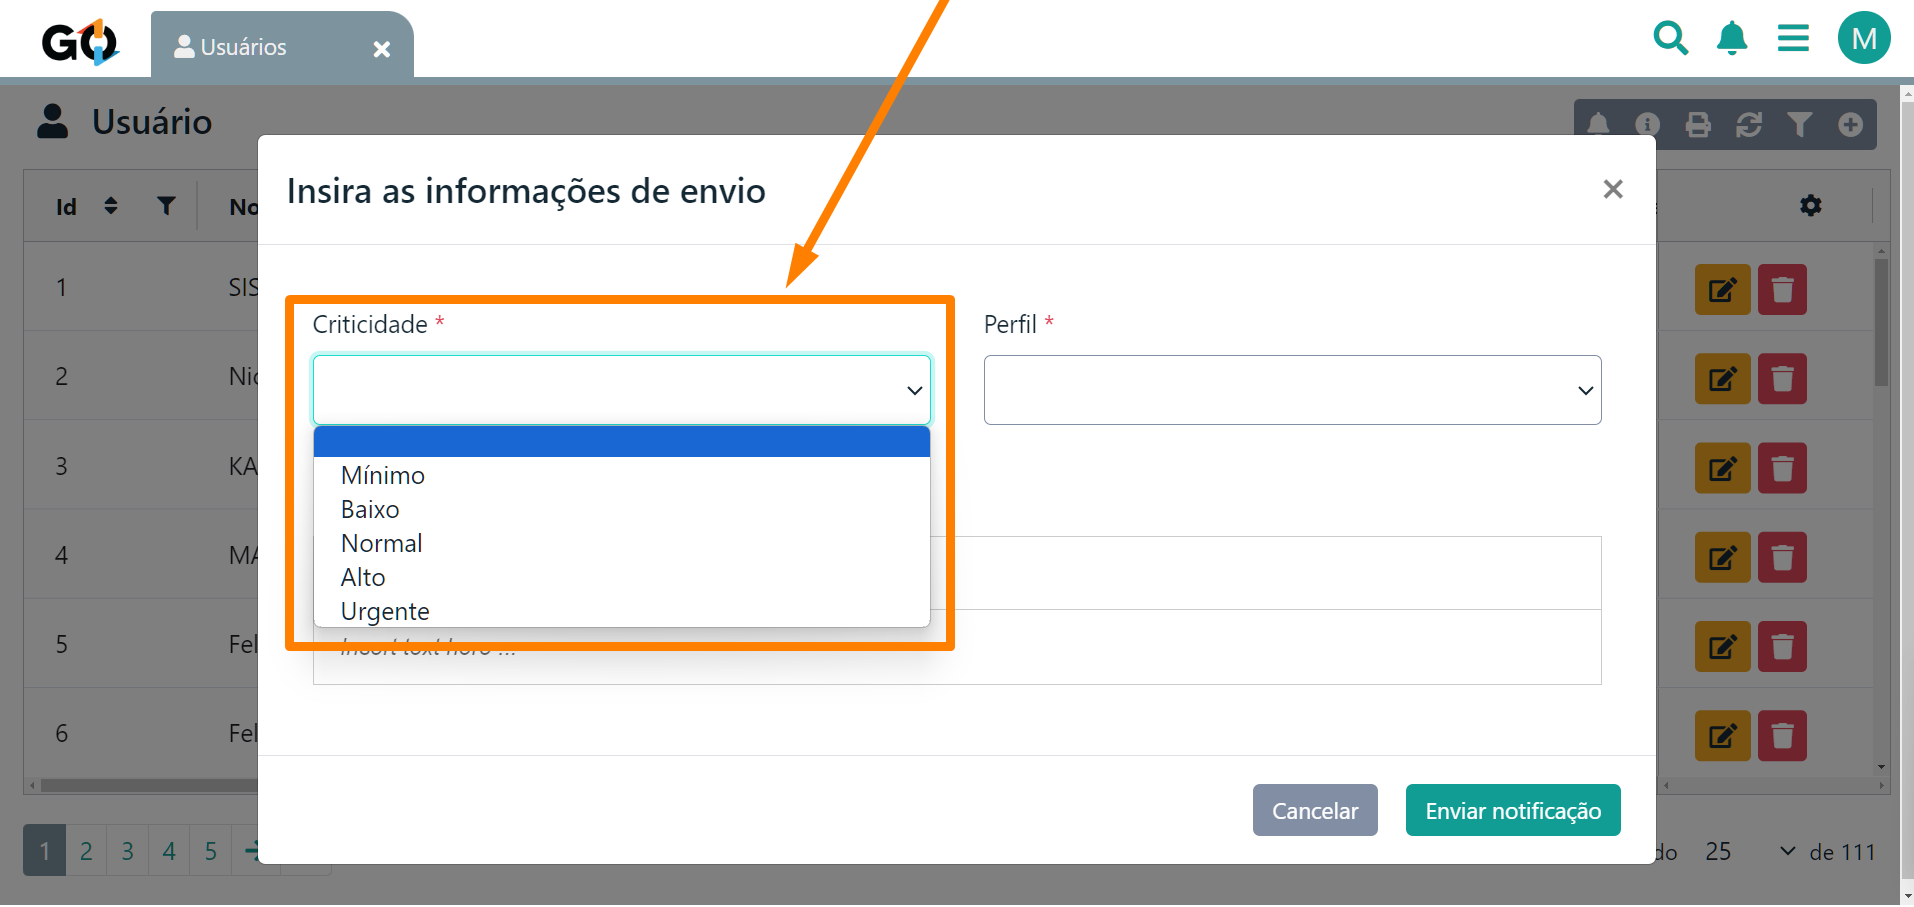 GO
Usuários
M
Usuário
Insira as informações de envio
Id
No
Criticidade *
Perfil *
1
SIS
2
Nic
3
KA
4
MA
5
Fel
6
Fel
Mínimo
Baixo
Normal
Alto
Urgente
Insert text here ...
Cancelar
Enviar notificação
1 2 3 4 5
do 25 de 111